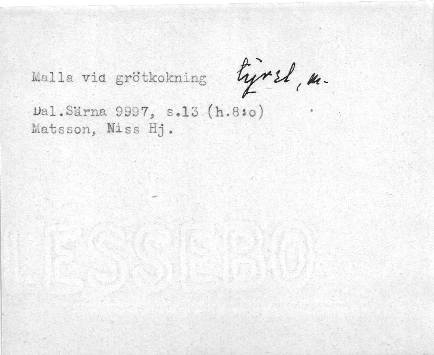 Malla vid grötkokning tyrel, m.
Dal.Särna 9997, s.13 (h.8:o)
Matsson, Niss Hj.
LESSEBO